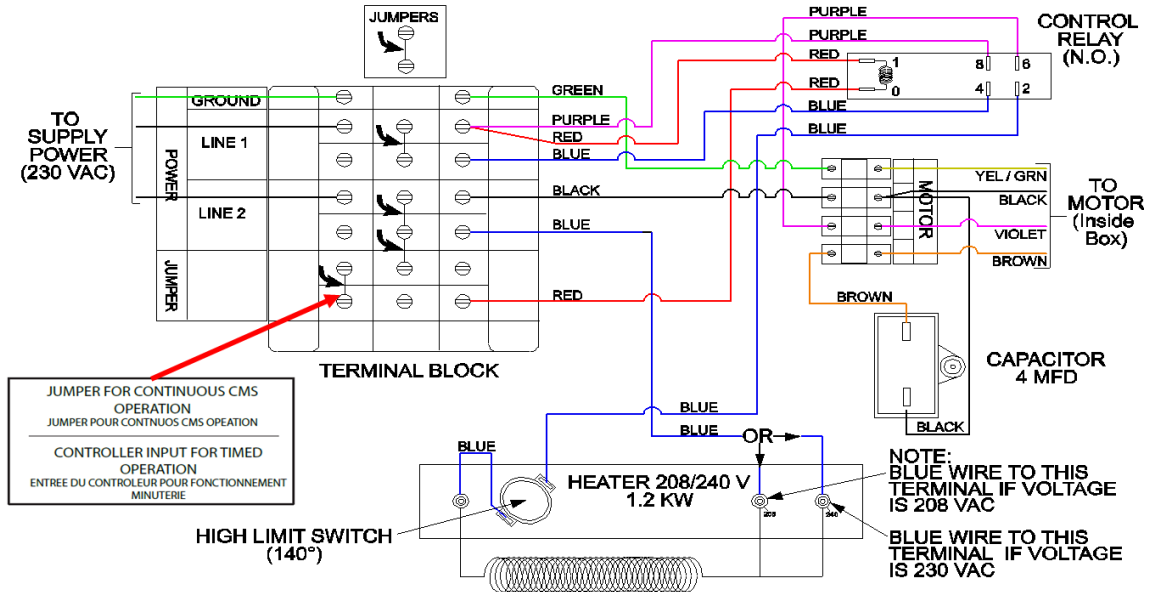 JUMPERS
TO
SUPPLY
POWER
(230 VAC)
GROUND
LINE 1
LINE 2
POWER
JUMPER
GREEN
PURPLE
RED
BLUE
BLACK
BLUE
RED
TERMINAL BLOCK
PURPLE
PURPLE
RED
RED
BLUE
BLUE
CONTROL
RELAY
(N.O.)
1
0
8
6
4
2
MOTOR
YEL / GRN
BLACK
VIOLET
BROWN
TO
MOTOR
(Inside
Box)
BROWN
CAPACITOR
4 MFD
BLACK
JUMPER FOR CONTINUOUS CMS
OPERATION
JUMPER POUR CONTNUOS CMS OPEATION
CONTROLLER INPUT FOR TIMED
OPERATION
ENTREE DU CONTROLEUR POUR FONCTIONNEMENT
MINUTERIE
BLUE
BLUE
BLUE
OR
HEATER 208/240 V
1.2 KW
208
240
HIGH LIMIT SWITCH
(140°)
NOTE:
BLUE WIRE TO THIS
TERMINAL IF VOLTAGE
IS 208 VAC
BLUE WIRE TO THIS
TERMINAL IF VOLTAGE
IS 230 VAC